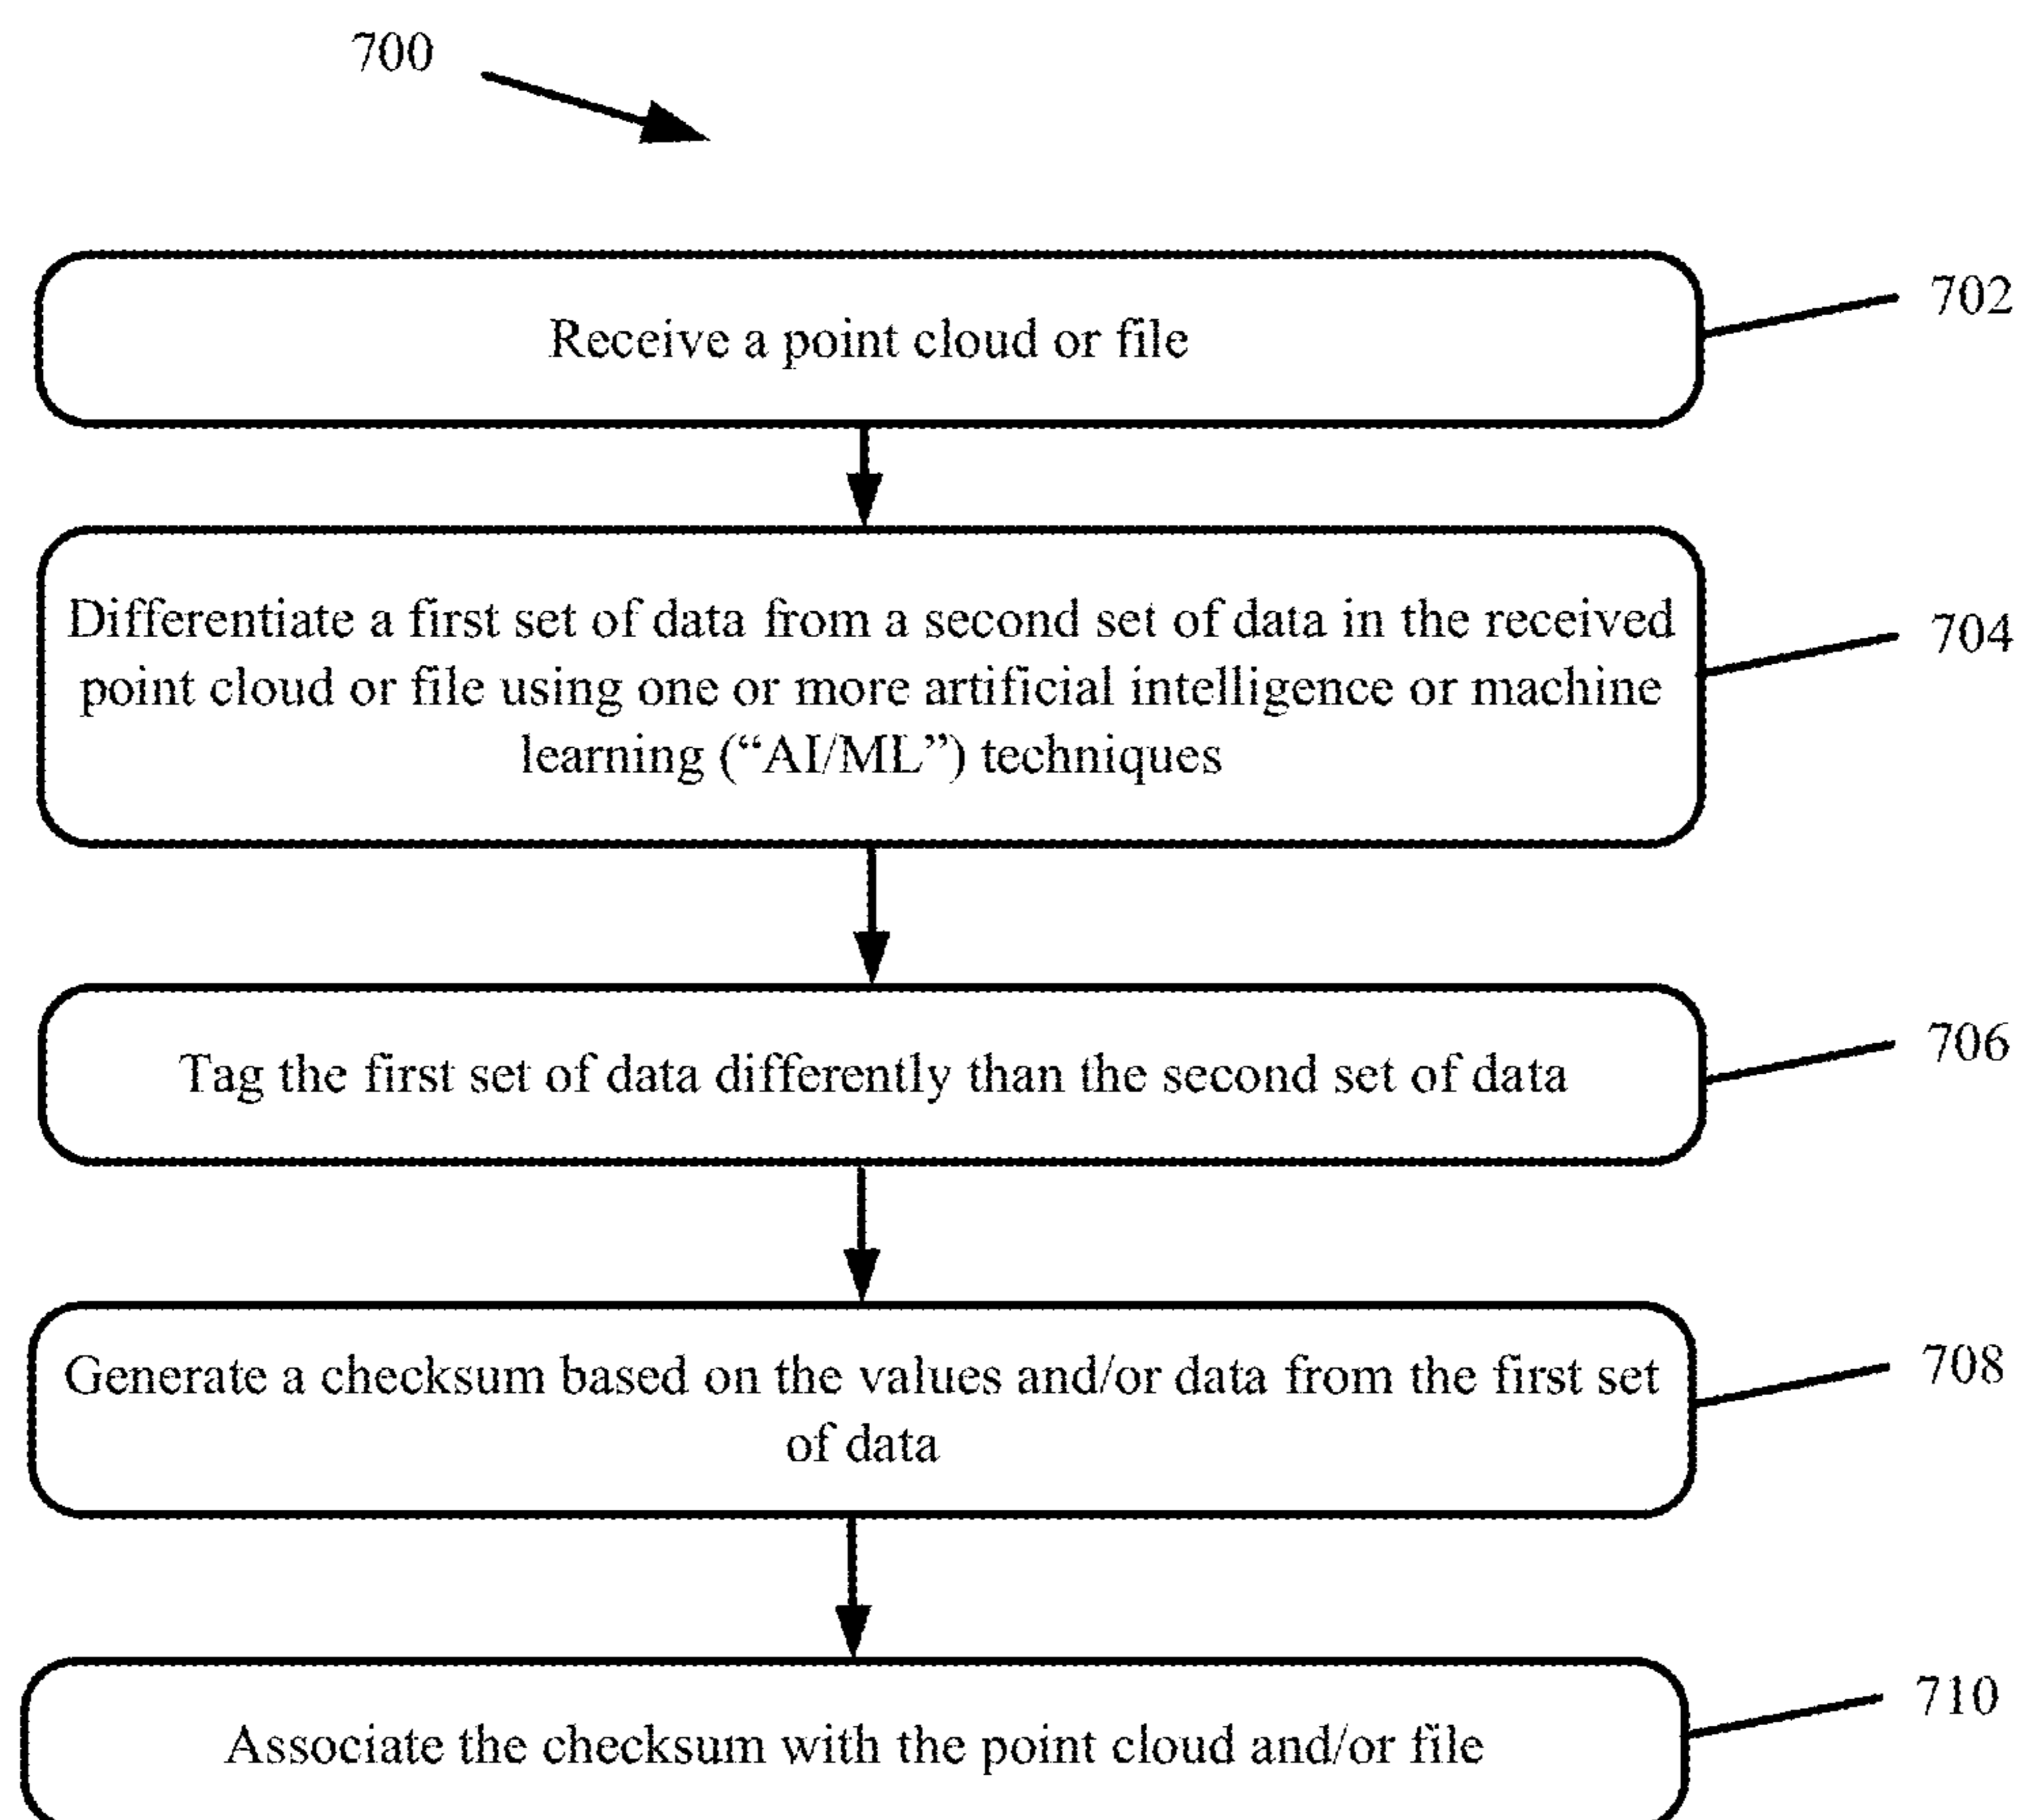 700
Receive a point cloud or file
702
Differentiate a first set of data from a second set of data in the received
point cloud or file using one or more artificial intelligence or machine
learning (“AI/ML”) techniques
704
Tag the first set of data differently than the second set of data
706
Generate a checksum based on the values and/or data from the first set
of data
708
Associate the checksum with the point cloud and/or file
710